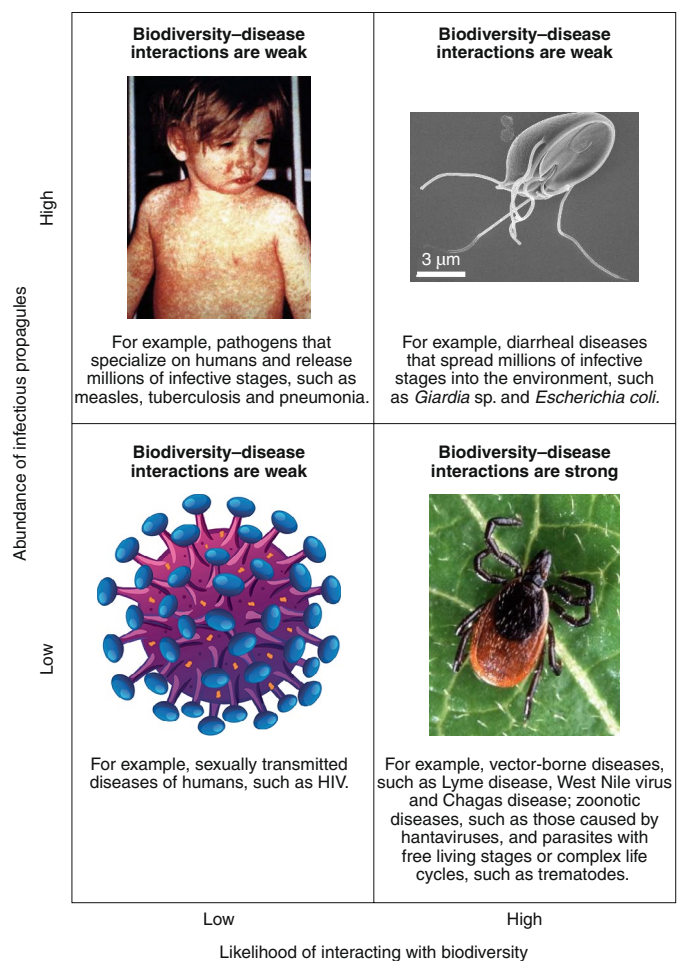 Biodiversity–disease
interactions are weak
For example, pathogens that
specialize on humans and release
millions of infective stages, such as
measles, tuberculosis and pneumonia.
Biodiversity–disease
interactions are weak
3 μm
For example, diarrheal diseases
that spread millions of infective
stages into the environment, such
as Giardia sp. and Escherichia coli.
Biodiversity–disease
interactions are weak
For example, sexually transmitted
diseases of humans, such as HIV.
Biodiversity–disease
interactions are strong
For example, vector-borne diseases,
such as Lyme disease, West Nile virus
and Chagas disease; zoonotic
diseases, such as those caused by
hantaviruses, and parasites with
free living stages or complex life
cycles, such as trematodes.
Abundance of infectious propagules
High
Low
Low
High
Likelihood of interacting with biodiversity